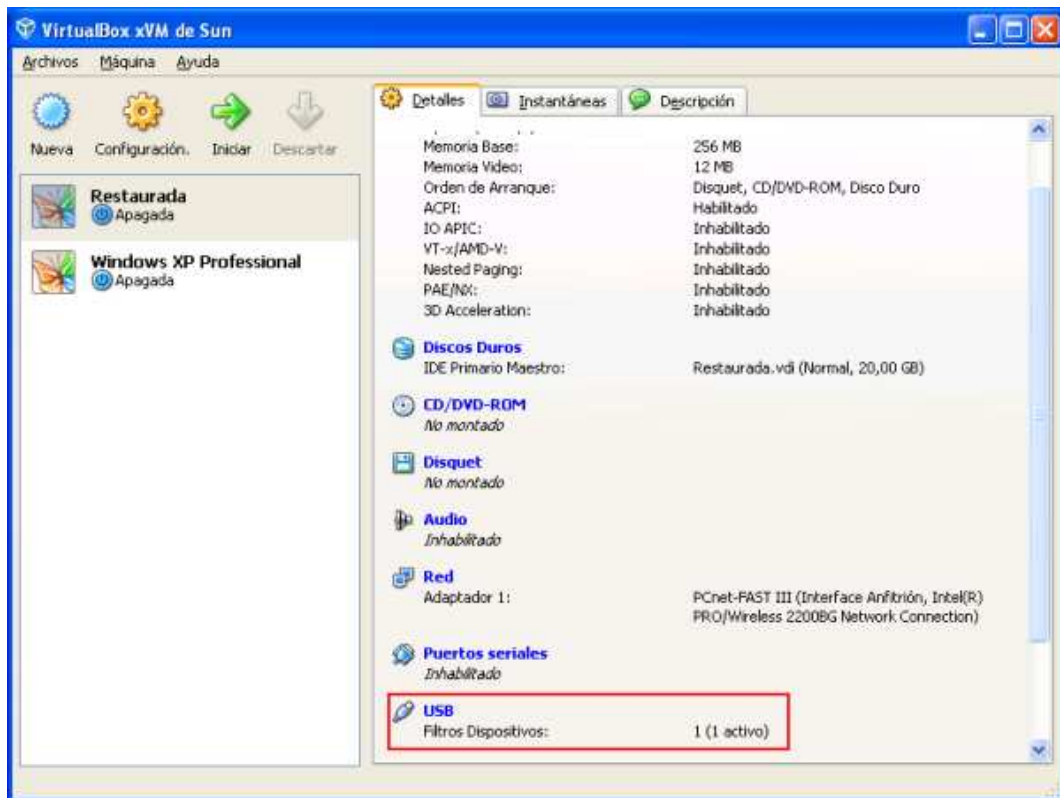 VirtualBox xVM de Sun
Archivos Máquina Ayuda
Nueva Configuración. Iniciar Descartar
Restaurada
Apagada
Windows XP Professional
Apagada
Detalles Instantáneas Descripción
Memoria Base: 256 MB
Memoria Video: 12 MB
Orden de Arranque: Disquet, CD/DVD-ROM, Disco Duro
ACPI: Habilitado
IO APIC: Inhabilitado
VT-x/AMD-V: Inhabilitado
Nested Paging: Inhabilitado
PAE/NX: Inhabilitado
3D Acceleration: Inhabilitado
Discos Duros
IDE Primario Maestro: Restaurada.vdi (Normal, 20,00 GB)
CD/DVD-ROM
No montado
Disquet
No montado
Audio
Inhabilitado
Red
Adaptador 1: PCnet-FAST III (Interface Anfitrión, Intel(R)
PRO/Wireless 2200BG Network Connection)
Puertos seriales
Inhabilitado
USB
Filtros Dispositivos: 1 (1 activo)